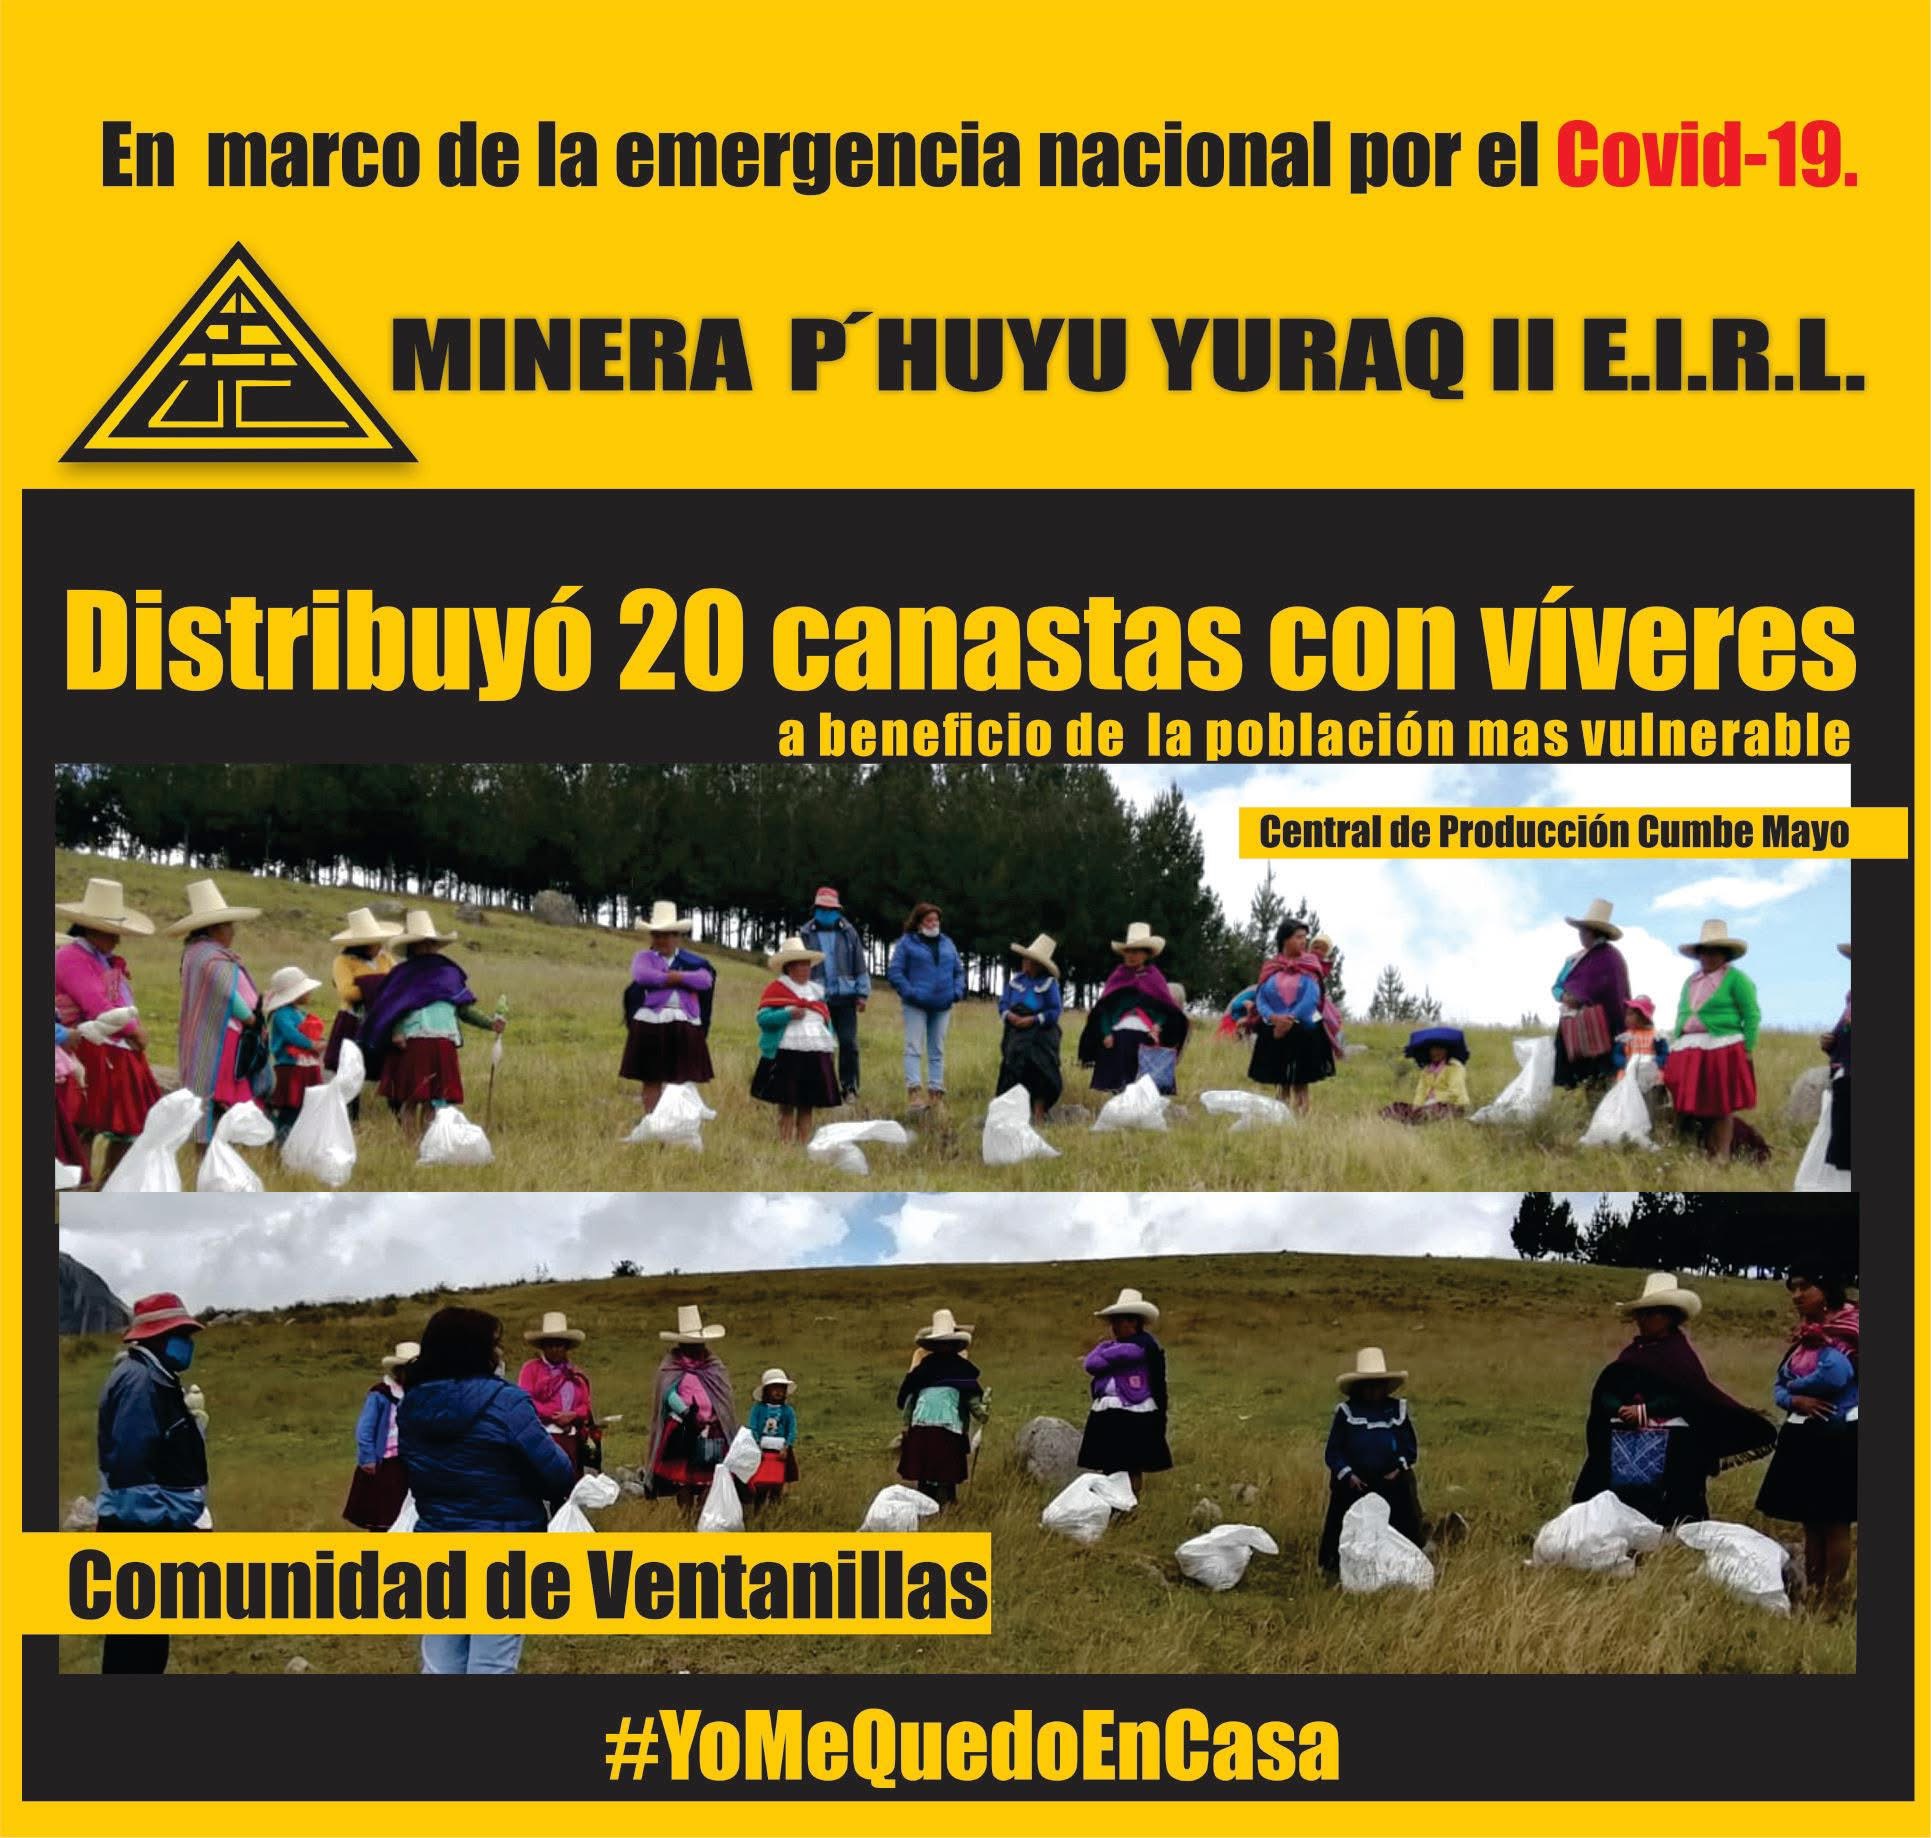 En marco de la emergencia nacional por el Covid-19.
MINERA P´HUYU YURAQ II E.I.R.L.
Distribuyó 20 canastas con víveres
a beneficio de la población mas vulnerable
Central de Producción Cumbe Mayo
Comunidad de Ventanillas
#YoMeQuedoEnCasa